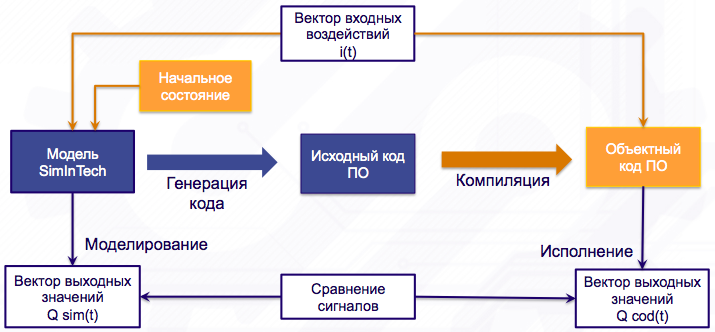 Вектор входных
воздействий
i(t)
Начальное
состояние
Модель
SimInTech
Генерация
кода
Исходный код
ПО
Компиляция
Объектный
код ПО
Моделирование
Исполнение
Вектор выходных
значений
Q sim(t)
Сравнение
сигналов
Вектор выходных
значений
Q cod(t)